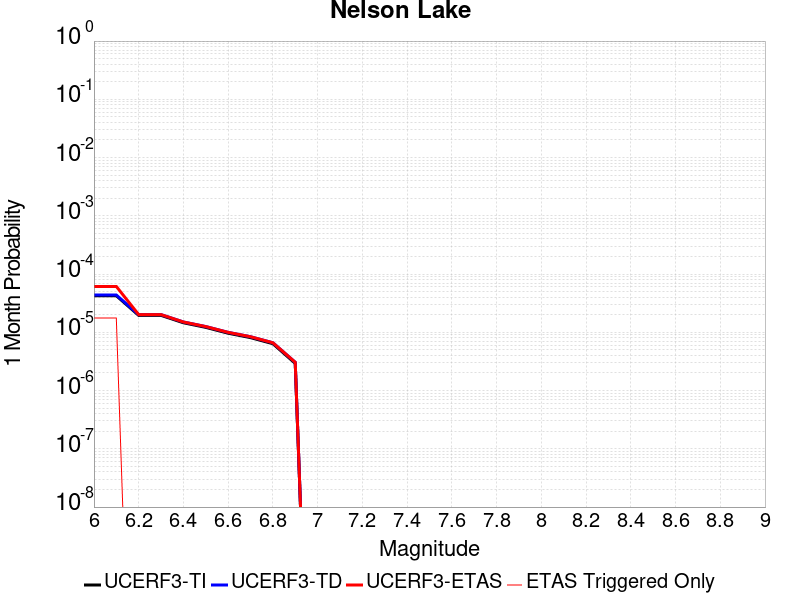 Nelson Lake
10^0
10^-1
10^-2
10^-3
10^-4
10^-5
10^-6
10^-7
10^-8
1 Month Probability
6 6.2 6.4 6.6 6.8 7 7.2 7.4 7.6 7.8 8 8.2 8.4 8.6 8.8 9
Magnitude
UCERF3-TI UCERF3-TD UCERF3-ETAS ETAS Triggered Only